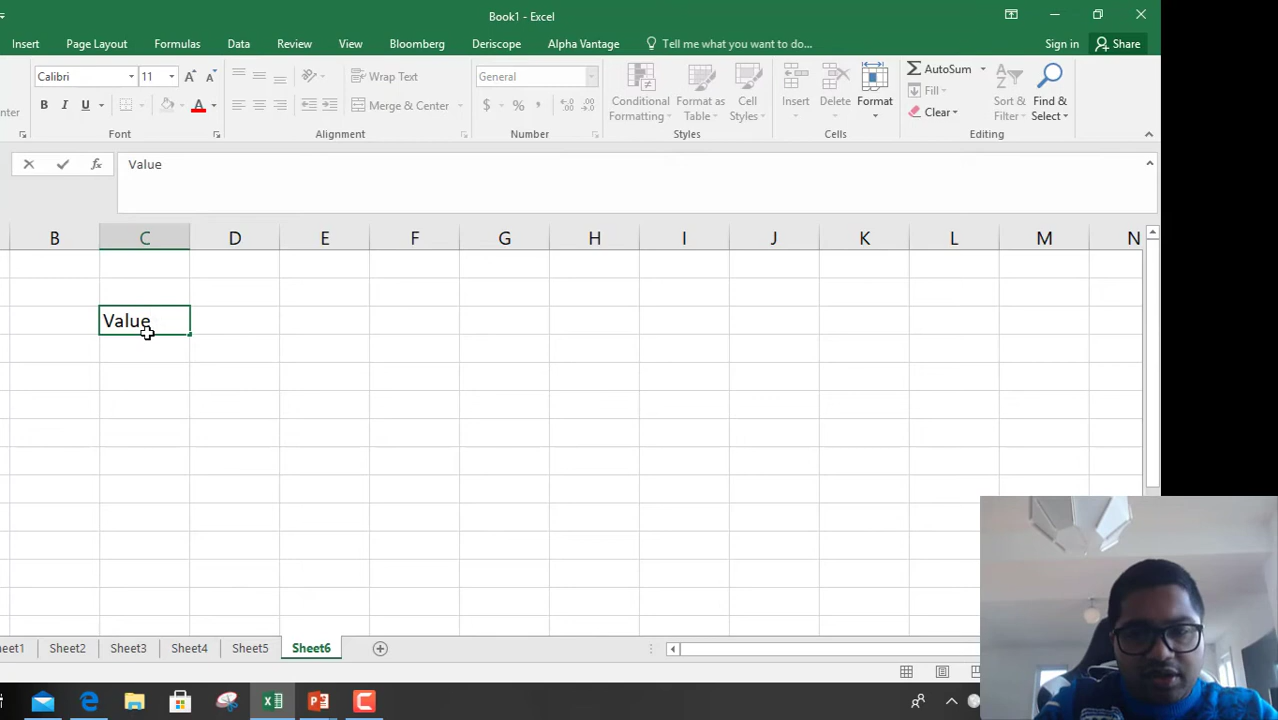 Book1 - Excel
Insert Page Layout Formulas Data Review View Bloomberg Deriscope Alpha Vantage Tell me what you want to do... Sign in Share
Calibri 11 Wrap Text General AutoSum
Fill
B I U A Merge & Center $ % , Conditional Formatting Format as Table Cell Styles Insert Delete Format Clear Sort & Filter Find & Select
Font Alignment Number Styles Cells Editing
fx Value
B C D E F G H I J K L M N
Value
Sheet2 Sheet3 Sheet4 Sheet5 Sheet6